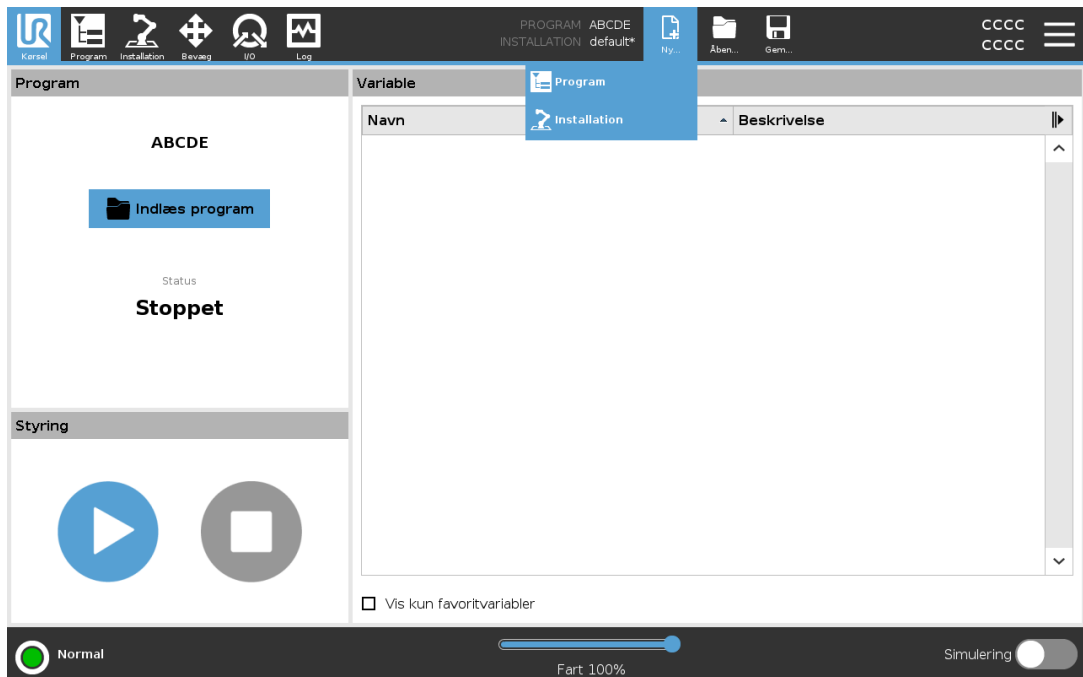 PROGRAM ABCDE
INSTALLATION default*
CCCC
CCCC
Kørsel Program Installation Bevæg I/O Log Ny... Åben... Gem...
Program
Installation
Program
ABCDE
Indlæs program
Status
Stoppet
Styring
Variable
Navn Beskrivelse
Vis kun favoritvariabler
Normal
Fart 100%
Simulering